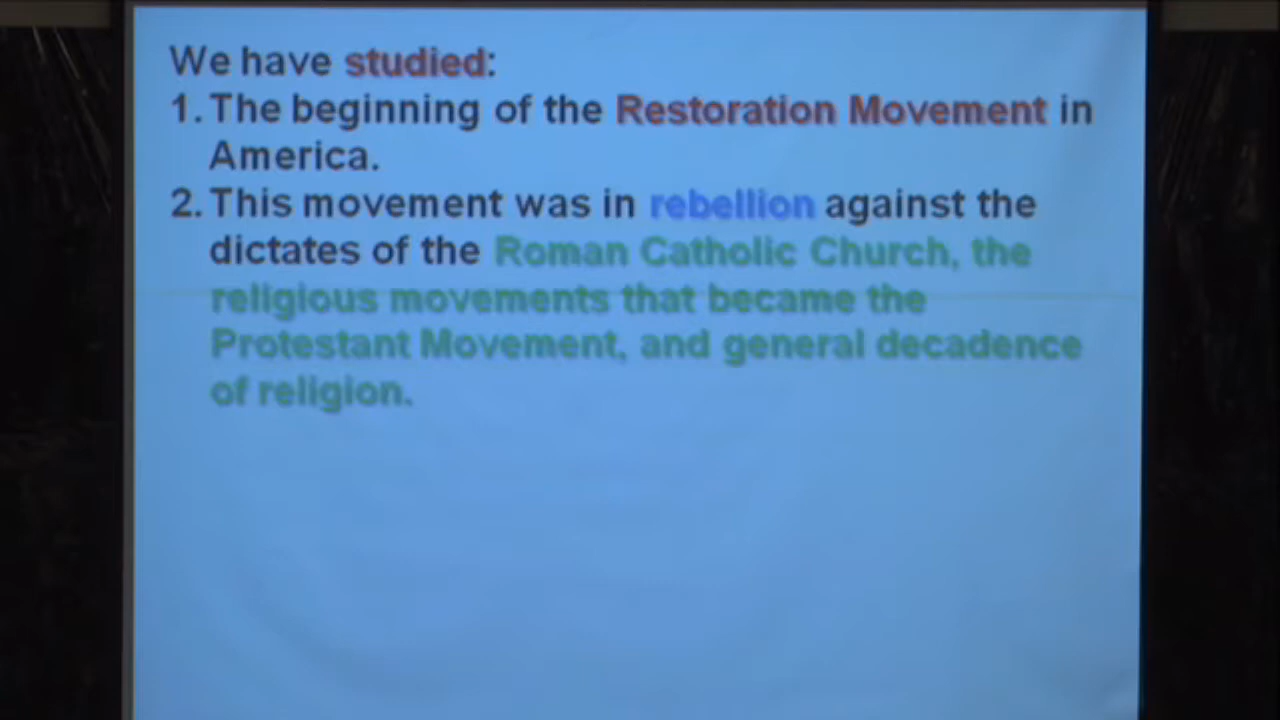 We have studied:
1. The beginning of the Restoration Movement in
America.
2. This movement was in rebellion against the
dictates of the Roman Catholic Church, the
religious movements that became the
Protestant Movement, and general decadence
of religion.